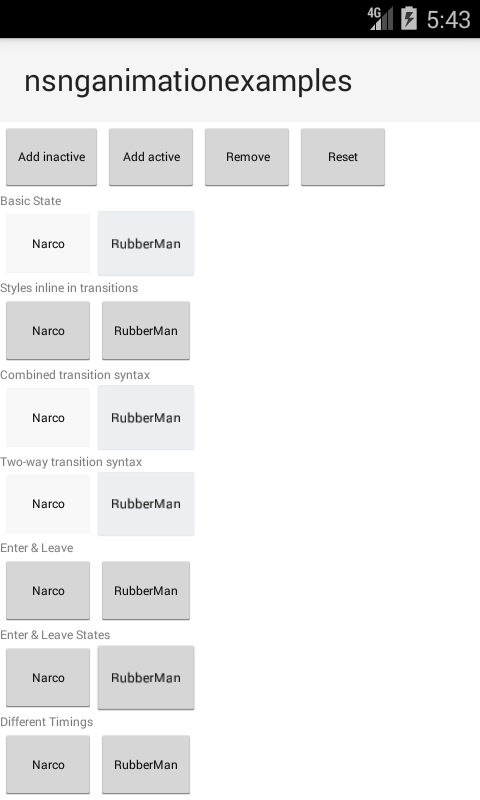 4G 5:43
nsnganimationexamples
Add inactive Add active Remove Reset
Basic State
Narco RubberMan
Styles inline in transitions
Narco RubberMan
Combined transition syntax
Narco RubberMan
Two-way transition syntax
Narco RubberMan
Enter & Leave
Narco RubberMan
Enter & Leave States
Narco RubberMan
Different Timings
Narco RubberMan